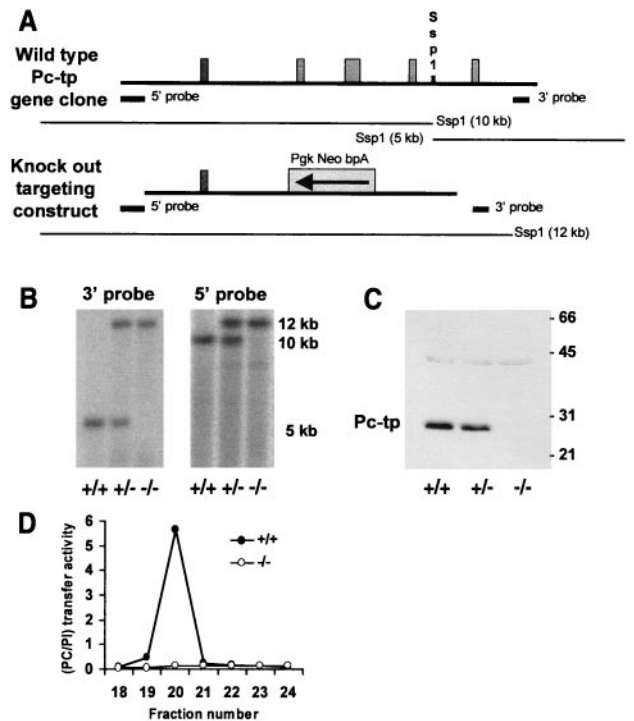 A
Wild type
Pc-tp
gene clone
Ssp1
5' probe
3' probe
Ssp1 (10 kb)
Ssp1 (5 kb)
Knock out
targeting
construct
Pgk Neo bpA
5' probe
3' probe
Ssp1 (12 kb)
B
3' probe
5' probe
12 kb
10 kb
5 kb
+/+ +/- -/-
+/+ +/- -/-
C
Pc-tp
- 66
- 45
- 31
- 21
+/+ +/- -/-
D
(PC/PI) transfer activity
6
5
4
3
2
1
0
+/+
-/-
18 19 20 21 22 23 24
Fraction number